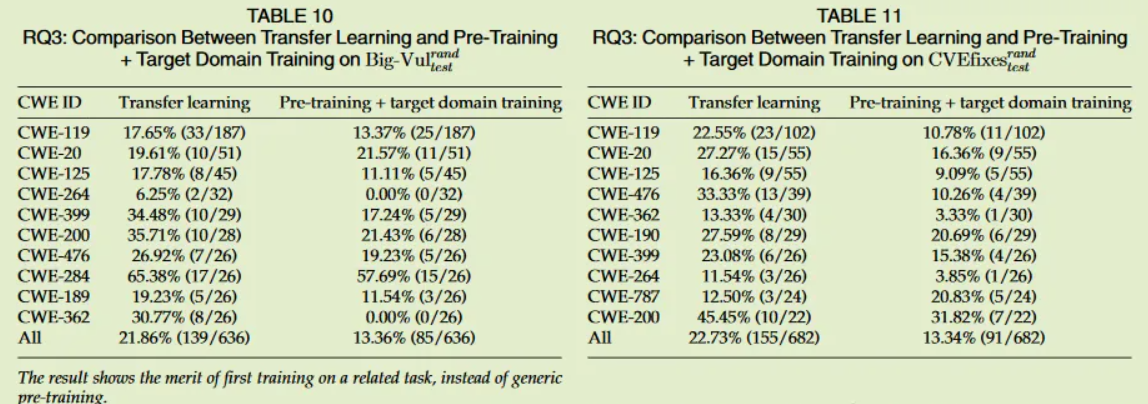 TABLE 10
RQ3: Comparison Between Transfer Learning and Pre-Training
+ Target Domain Training on Big-Vul^{rand}_{test}
CWE ID Transfer learning Pre-training + target domain training
CWE-119 17.65% (33/187) 13.37% (25/187)
CWE-20 19.61% (10/51) 21.57% (11/51)
CWE-125 17.78% (8/45) 11.11% (5/45)
CWE-264 6.25% (2/32) 0.00% (0/32)
CWE-399 34.48% (10/29) 17.24% (5/29)
CWE-200 35.71% (10/28) 21.43% (6/28)
CWE-476 26.92% (7/26) 19.23% (5/26)
CWE-284 65.38% (17/26) 57.69% (15/26)
CWE-189 19.23% (5/26) 11.54% (3/26)
CWE-362 30.77% (8/26) 0.00% (0/26)
All 21.86% (139/636) 13.36% (85/636)
The result shows the merit of first training on a related task, instead of generic
pre-training.
TABLE 11
RQ3: Comparison Between Transfer Learning and Pre-Training
+ Target Domain Training on CVEfixes^{rand}_{test}
CWE ID Transfer learning Pre-training + target domain training
CWE-119 22.55% (23/102) 10.78% (11/102)
CWE-20 27.27% (15/55) 16.36% (9/55)
CWE-125 16.36% (9/55) 9.09% (5/55)
CWE-476 33.33% (13/39) 10.26% (4/39)
CWE-362 13.33% (4/30) 3.33% (1/30)
CWE-190 27.59% (8/29) 20.69% (6/29)
CWE-399 23.08% (6/26) 15.38% (4/26)
CWE-264 11.54% (3/26) 3.85% (1/26)
CWE-787 12.50% (3/24) 20.83% (5/24)
CWE-200 45.45% (10/22) 31.82% (7/22)
All 22.73% (155/682) 13.34% (91/682)